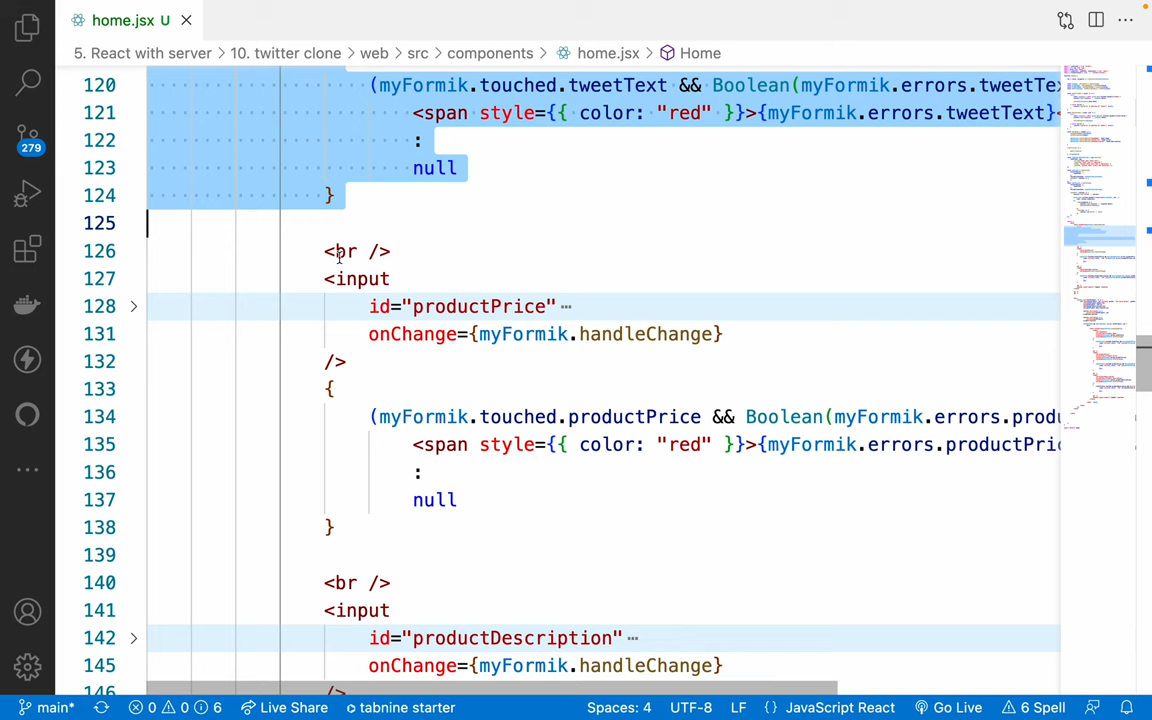 home.jsx U
5. React with server > 10. twitter clone > web > src > components > home.jsx > Home
120 (myFormik.touched.tweetText && Boolean(myFormik.errors.tweetTe
121 <span style={{ color: "red" }}>{myFormik.errors.tweetText}<
122 :
123 null
124 }
125
126 <br />
127 <input
128 id="productPrice" ⋯
131 onChange={myFormik.handleChange}
132 />
133 {
134 (myFormik.touched.productPrice && Boolean(myFormik.errors.produ
135 <span style={{ color: "red" }}>{myFormik.errors.productPric
136 :
137 null
138 }
139
140 <br />
141 <input
142 id="productDescription" ⋯
145 onChange={myFormik.handleChange}
146 />
279
main* 0 0 6 Live Share tabnine starter Spaces: 4 UTF-8 LF {} JavaScript React Go Live 6 Spell